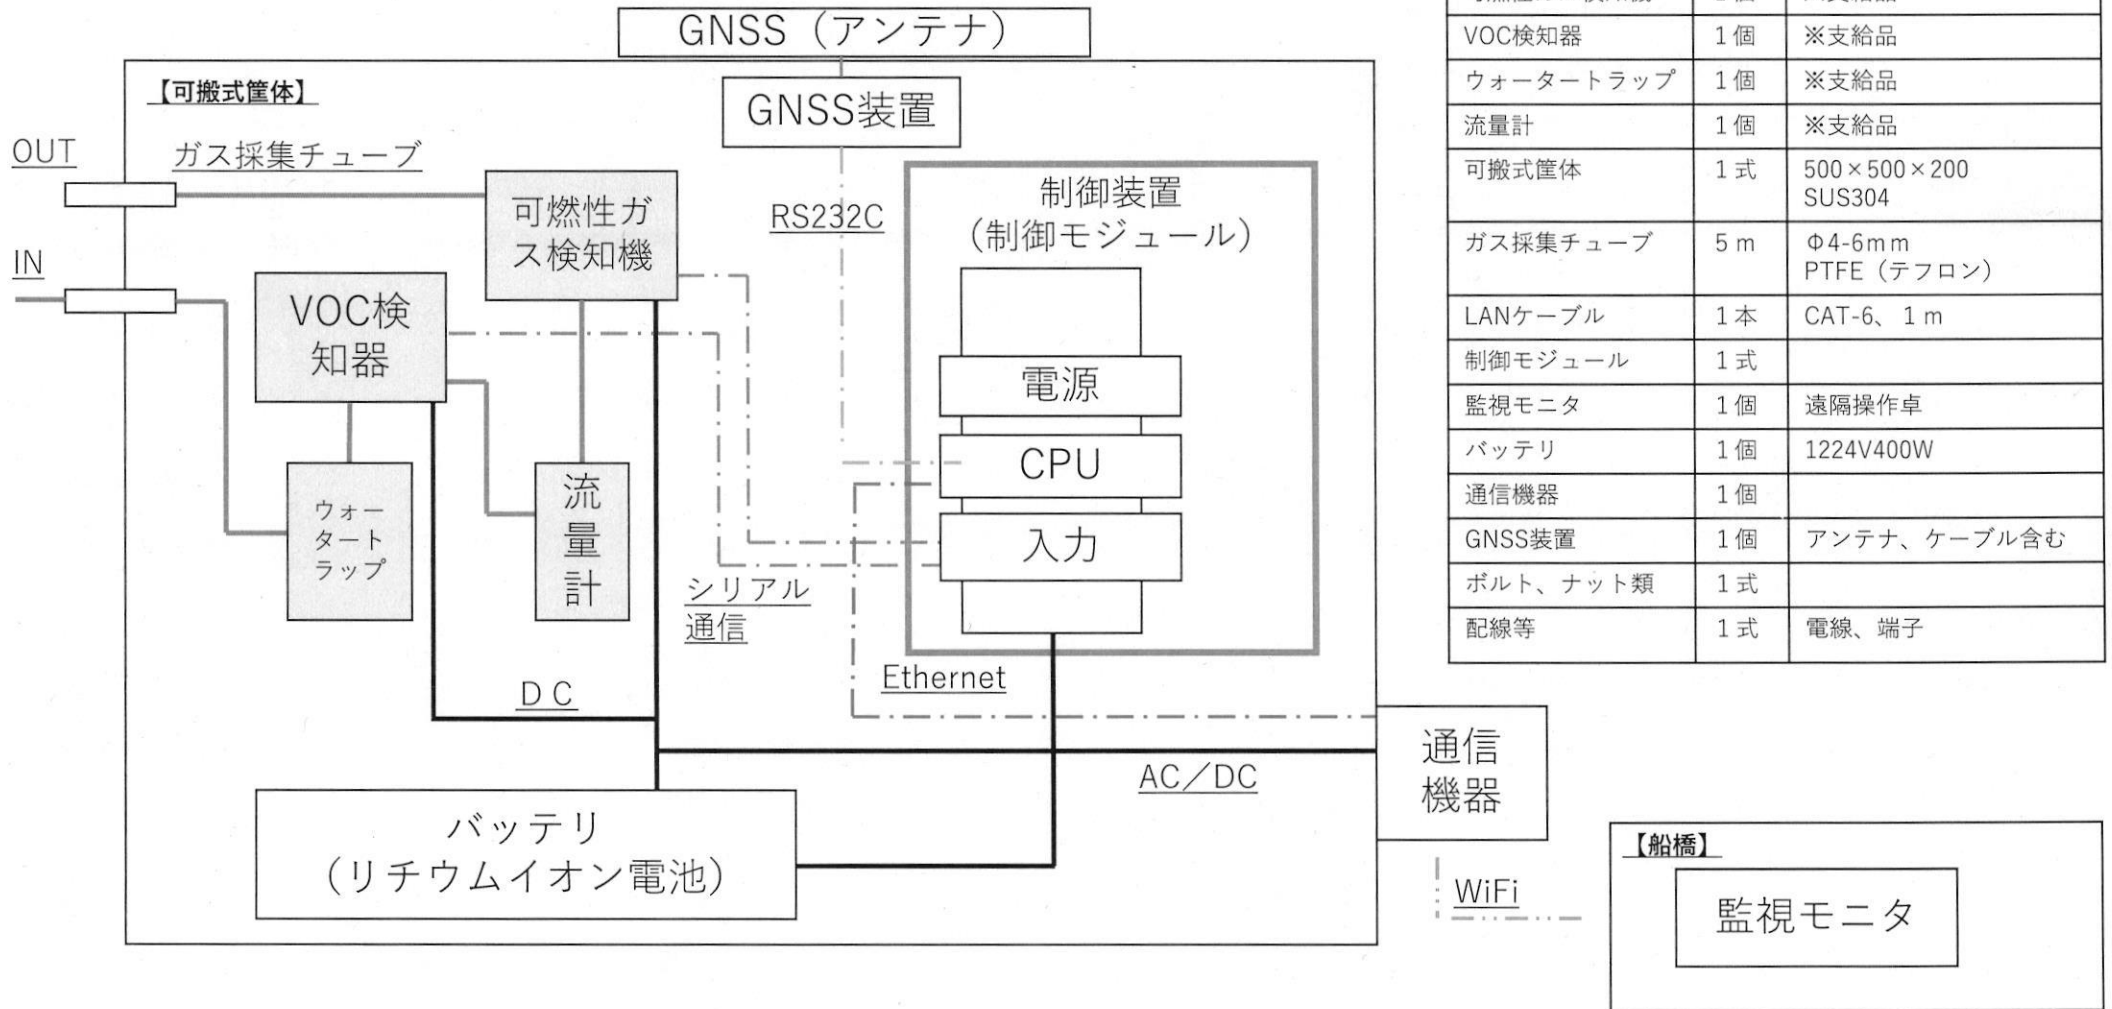 GNSS（アンテナ）
【可搬式筐体】
GNSS装置
OUT
ガス採集チューブ
可燃性ガ
ス検知機
RS232C
制御装置
（制御モジュール）
IN
VOC検
知器
電源
CPU
入力
ウォー
タート
ラップ
流
量
計
シリアル
通信
Ethernet
ＤＣ
AC／DC
通信
機器
バッテリ
（リチウムイオン電池）
WiFi
【船橋】
監視モニタ
VOC検知器 1個 ※支給品
ウォータートラップ 1個 ※支給品
流量計 1個 ※支給品
可搬式筐体 1式 500×500×200
SUS304
ガス採集チューブ 5ｍ Φ4-6mm
PTFE（テフロン）
LANケーブル 1本 CAT-6、１ｍ
制御モジュール 1式
監視モニタ 1個 遠隔操作卓
バッテリ 1個 1224V400W
通信機器 1個
GNSS装置 1個 アンテナ、ケーブル含む
ボルト、ナット類 1式
配線等 1式 電線、端子